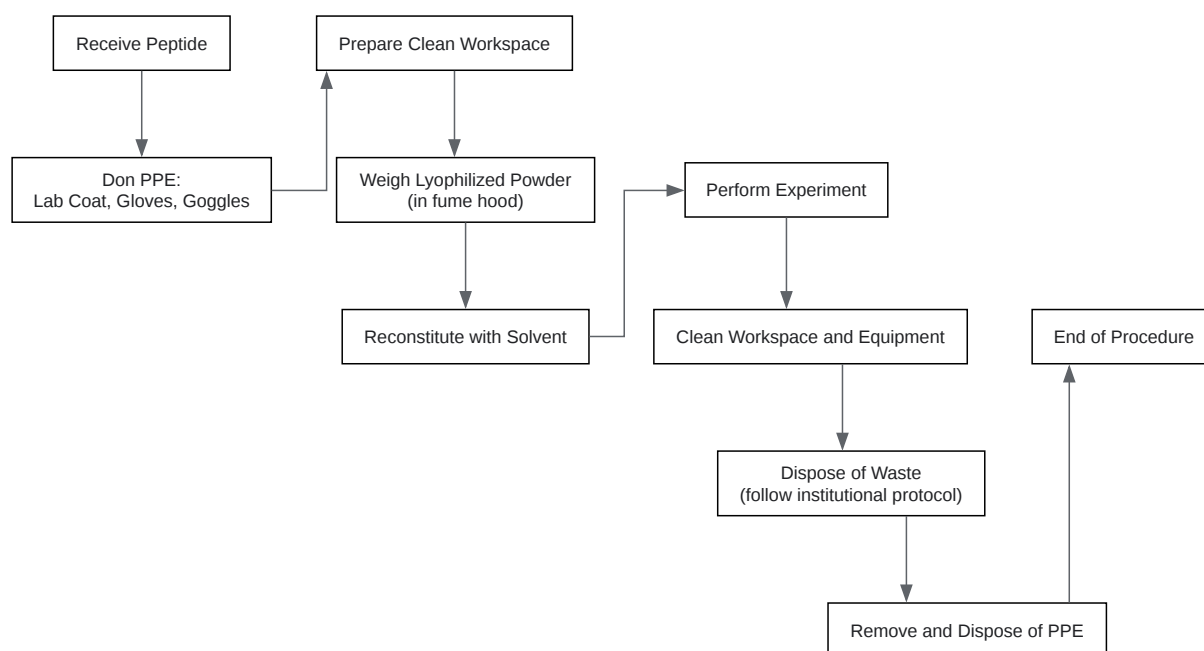 Receive Peptide
Don PPE:
Lab Coat, Gloves, Goggles
Prepare Clean Workspace
Weigh Lyophilized Powder
(in fume hood)
Reconstitute with Solvent
Perform Experiment
Clean Workspace and Equipment
Dispose of Waste
(follow institutional protocol)
Remove and Dispose of PPE
End of Procedure